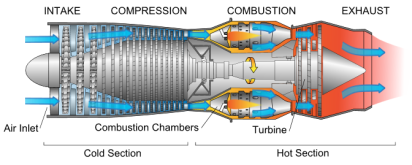 INTAKE COMPRESSION COMBUSTION EXHAUST
Air Inlet
Combustion Chambers
Turbine
Cold Section
Hot Section